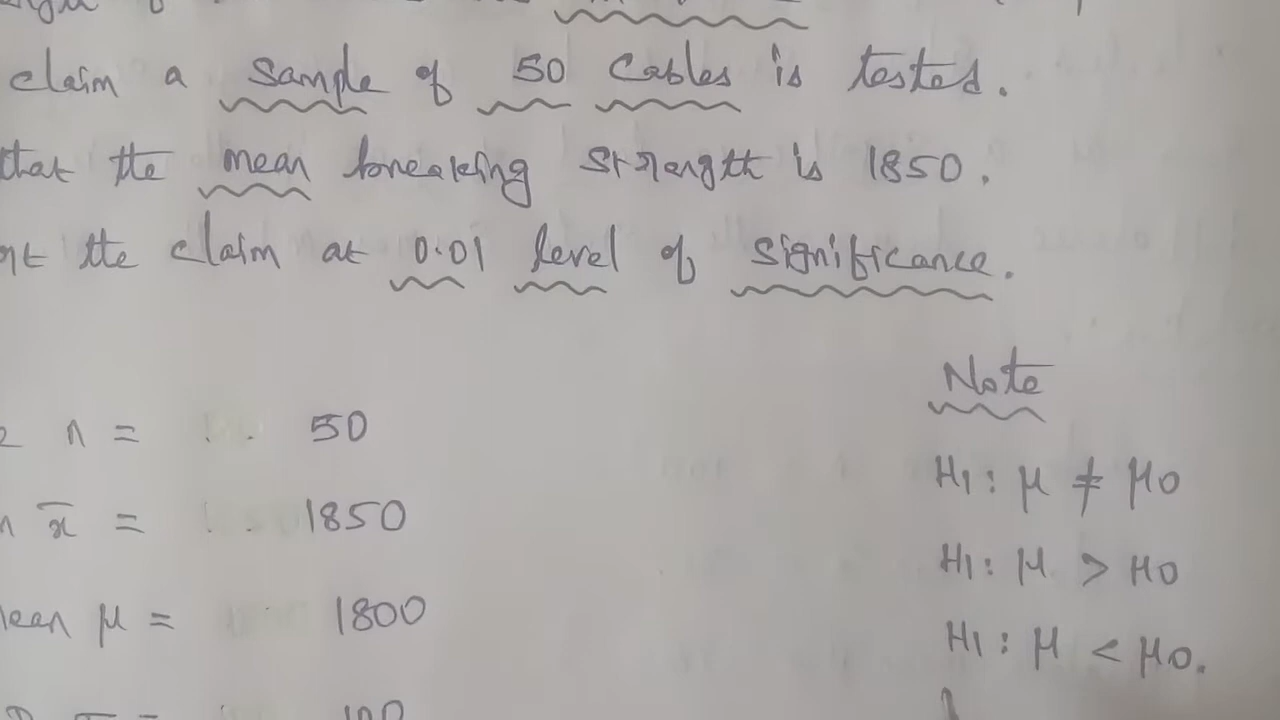 claim a sample of 50 cables is tested.
that the mean breaking strength is 1850.
the claim at 0.01 level of significance.
Note
n = 50
H1 : μ ≠ μ0
x̄ = 1850
H1 : μ > μ0
μ = 1800
H1 : μ < μ0.